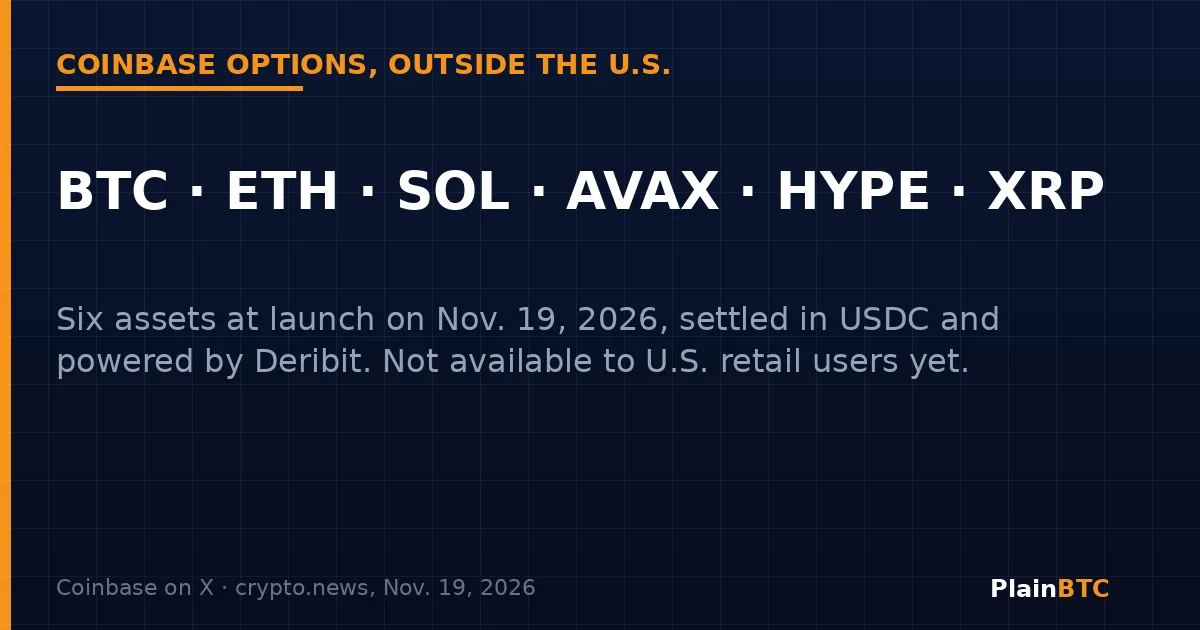 COINBASE OPTIONS, OUTSIDE THE U.S.
BTC · ETH · SOL · AVAX · HYPE · XRP
Six assets at launch on Nov. 19, 2026, settled in USDC and
powered by Deribit. Not available to U.S. retail users yet.
Coinbase on X · crypto.news, Nov. 19, 2026
PlainBTC